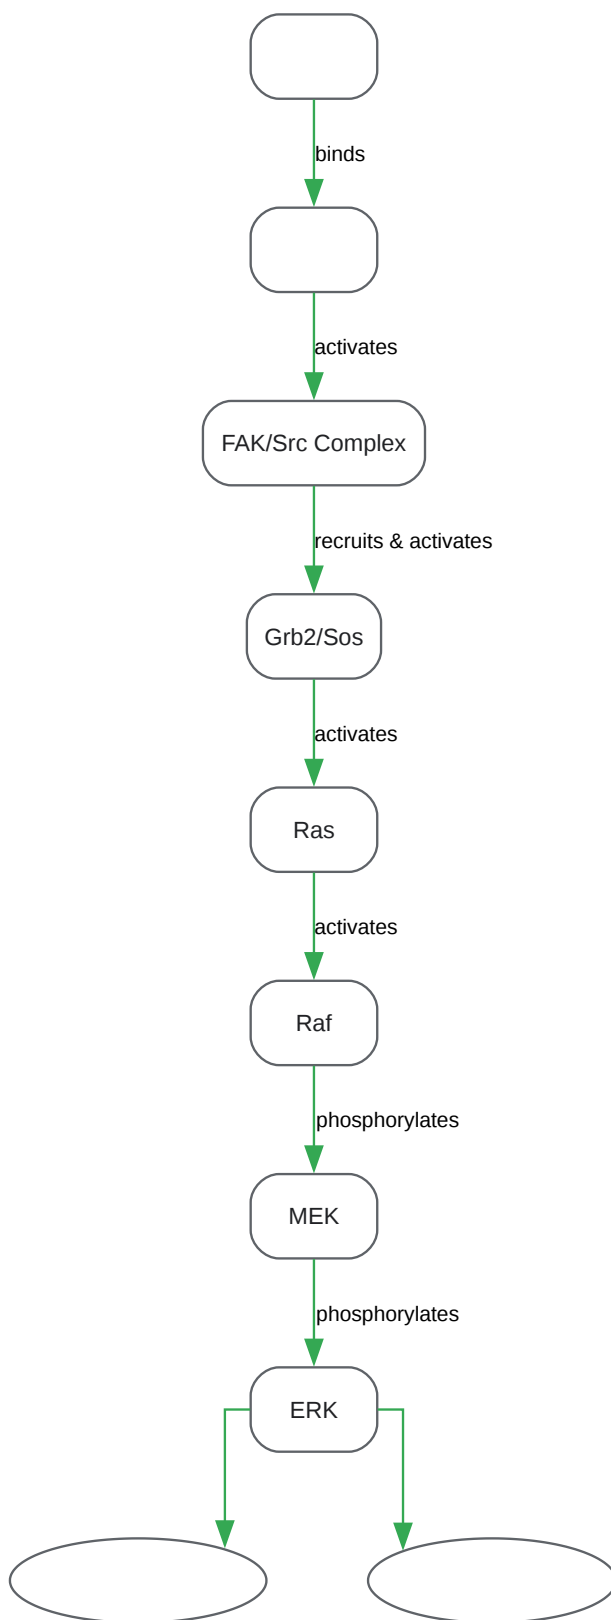 binds
activates
FAK/Src Complex
recruits & activates
Grb2/Sos
activates
Ras
activates
Raf
phosphorylates
MEK
phosphorylates
ERK